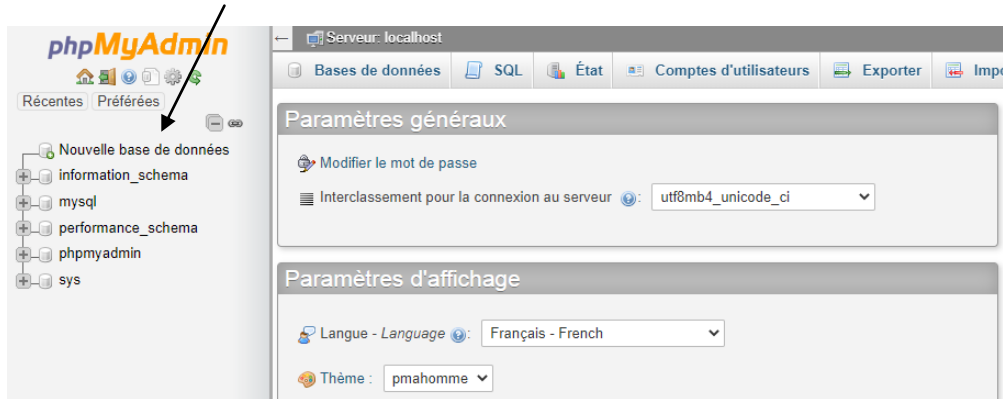 phpMyAdmin
Récentes Préférées
Nouvelle base de données
information_schema
mysql
performance_schema
phpmyadmin
sys
Serveur: localhost
Bases de données SQL État Comptes d'utilisateurs Exporter Impo
Paramètres généraux
Modifier le mot de passe
Interclassement pour la connexion au serveur : utf8mb4_unicode_ci
Paramètres d'affichage
Langue - Language : Français - French
Thème : pmahomme